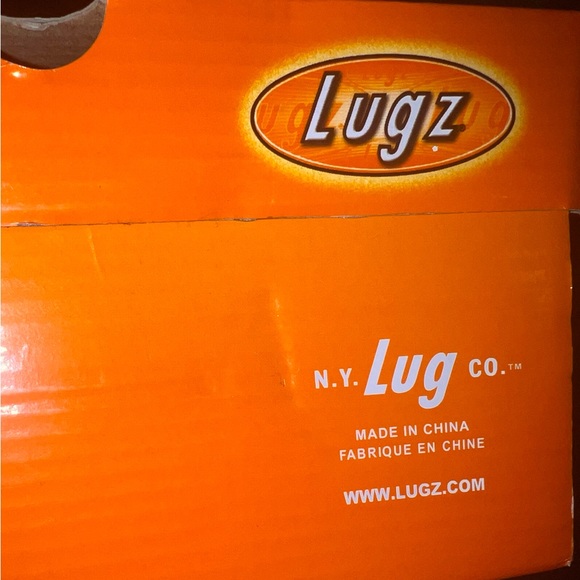 Lugz
N.Y. Lug CO.™
MADE IN CHINA
FABRIQUE EN CHINE
WWW.LUGZ.COM